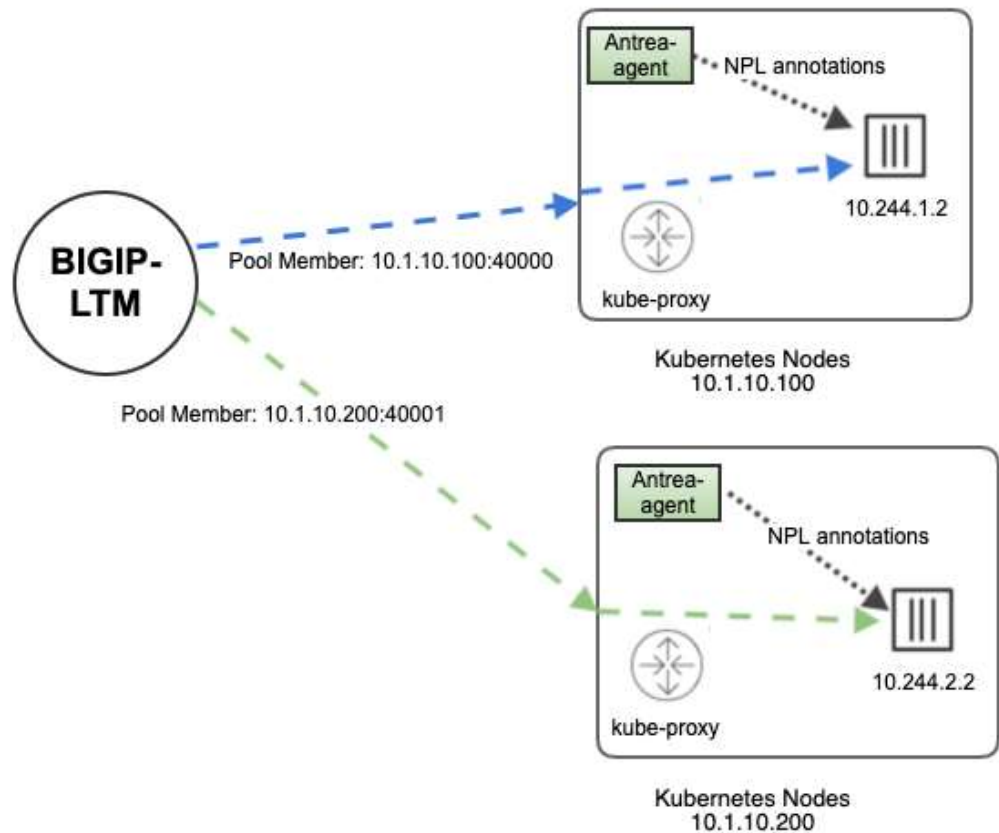 Antrea-
agent
NPL annotations
10.244.1.2
BIGIP-
LTM
Pool Member: 10.1.10.100:40000
kube-proxy
Kubernetes Nodes
10.1.10.100
Pool Member: 10.1.10.200:40001
Antrea-
agent
NPL annotations
10.244.2.2
kube-proxy
Kubernetes Nodes
10.1.10.200